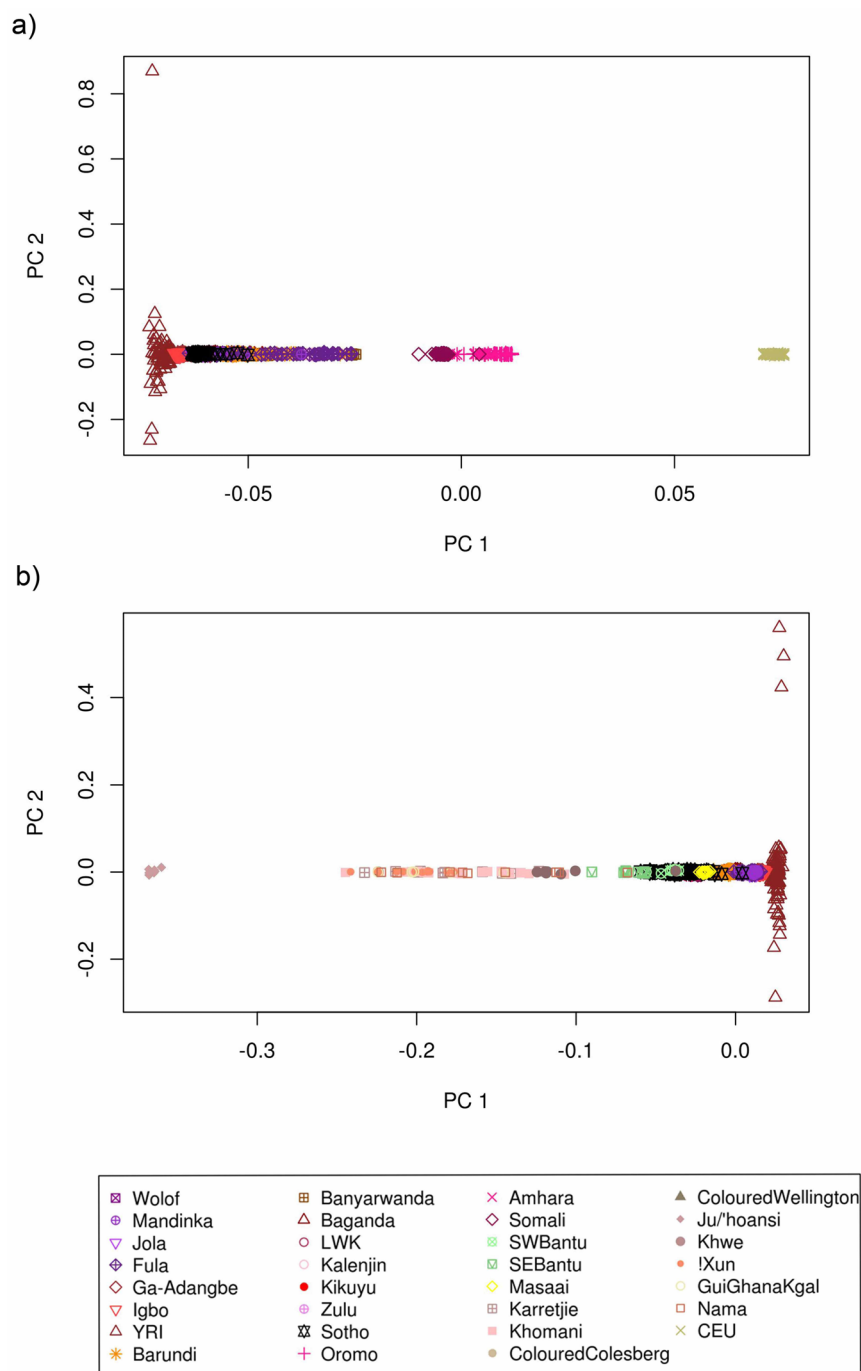 a)
0.8
0.6
0.4
0.2
0.0
-0.2
PC 2
-0.05 0.00 0.05
PC 1
b)
0.4
0.2
0.0
-0.2
PC 2
-0.3 -0.2 -0.1 0.0
PC 1
Wolof Banyarwanda Amhara ColouredWellington
Mandinka Baganda Somali Ju/'hoansi
Jola LWK SWBantu Khwe
Fula Kalenjin SEBantu !Xun
Ga-Adangbe Kikuyu Masaai GuiGhanaKgal
Igbo Zulu Karretjie Nama
YRI Sotho Khomani CEU
Barundi Oromo ColouredColesberg